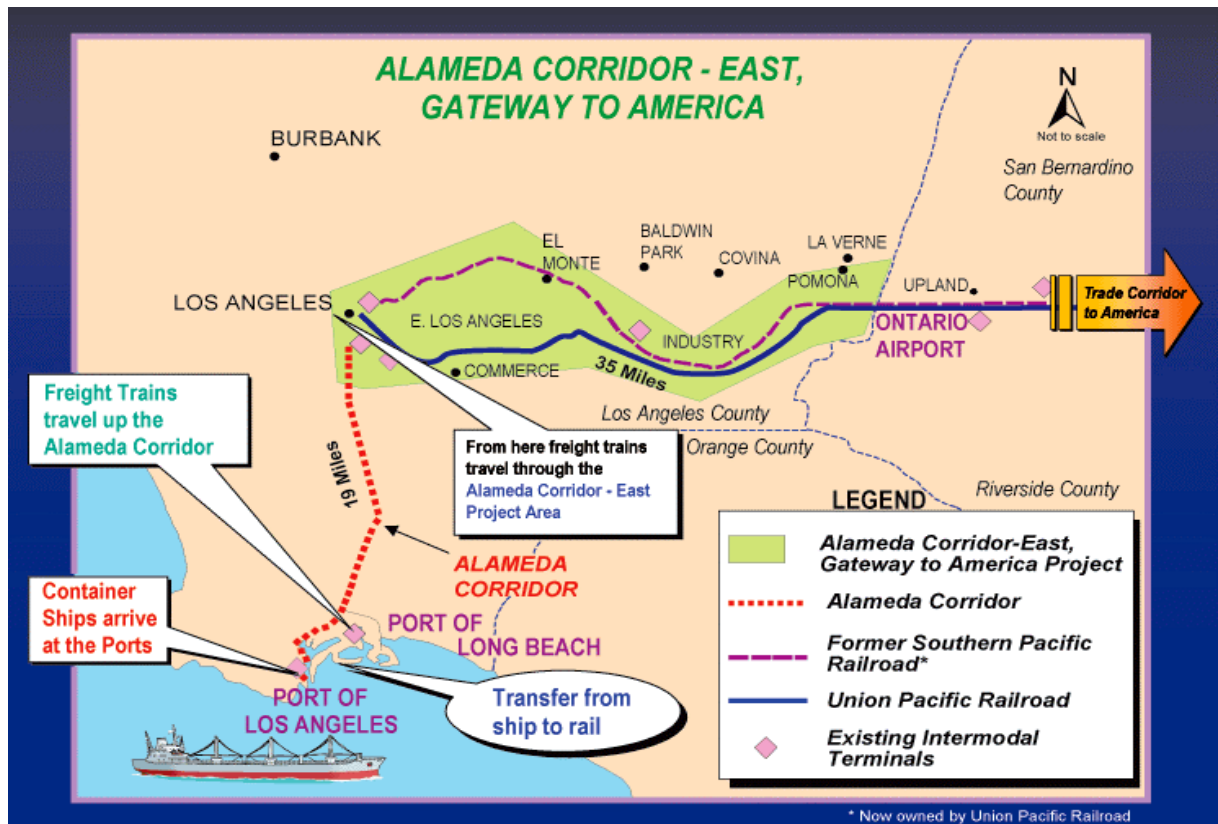 ALAMEDA CORRIDOR - EAST,
GATEWAY TO AMERICA
N
Not to scale
BURBANK
San Bernardino
County
EL
MONTE
BALDWIN
PARK
COVINA
LA VERNE
POMONA
UPLAND
Trade Corridor
to America
LOS ANGELES
E. LOS ANGELES
INDUSTRY
ONTARIO
AIRPORT
COMMERCE
35 Miles
Los Angeles County
Orange County
Riverside County
Freight Trains
travel up the
Alameda Corridor
19 Miles
From here freight trains
travel through the
Alameda Corridor - East
Project Area
ALAMEDA
CORRIDOR
Container
Ships arrive
at the Ports
PORT OF
LONG BEACH
PORT OF
LOS ANGELES
Transfer from
ship to rail
LEGEND
Alameda Corridor-East,
Gateway to America Project
Alameda Corridor
Former Southern Pacific
Railroad*
Union Pacific Railroad
Existing Intermodal
Terminals
* Now owned by Union Pacific Railroad